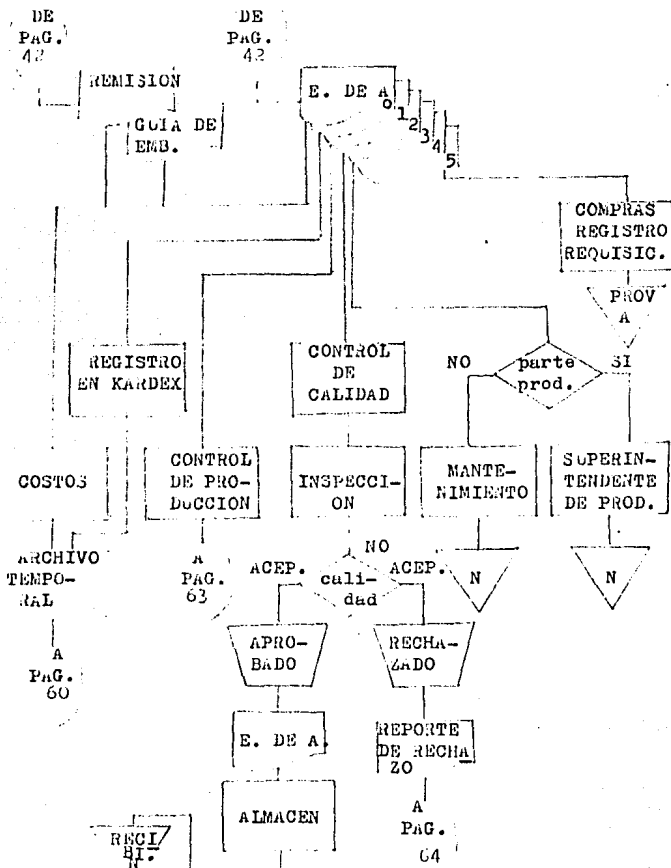 DE
PAG.
42
DE
PAG.
42
REMISION
GUIA DE
EMB.
E. DE A
0
1
2
3
4
5
COMPRAS
REGISTRO
REQUISIC.
PROV
A
REGISTRO
EN KARDEX
CONTROL
DE
CALIDAD
NO
parte
prod.
SI
COSTOS
CONTROL
DE PRO-
DUCCION
INSPECCI-
ON
MANTE-
NIMIENTO
SUPERIN-
TENDENTE
DE PROD.
ARCHIVO
TEMPO-
RAL
A
PAG.
63
ACEP.
NO
cali-
dad
ACEP.
N
N
A
PAG.
60
APRO-
BADO
RECHA-
ZADO
E. DE A.
REPORTE
DE RECHA
ZO
ALMACEN
A
PAG.
64
RECI
BI.